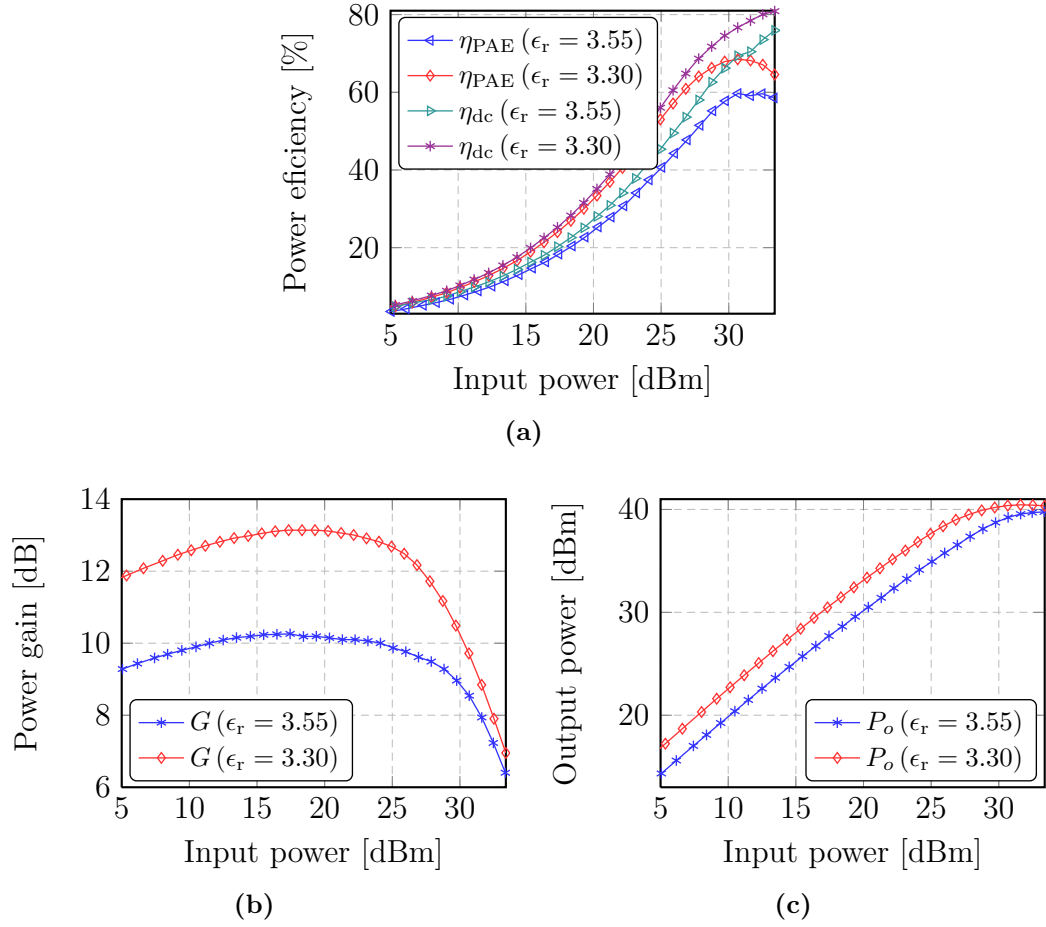 80
60
40
20
Power eficiency [%]
η_PAE (ϵ_r = 3.55)
η_PAE (ϵ_r = 3.30)
η_dc (ϵ_r = 3.55)
η_dc (ϵ_r = 3.30)
5 10 15 20 25 30
Input power [dBm]
(a)
14
12
10
8
6
Power gain [dB]
G (ϵ_r = 3.55)
G (ϵ_r = 3.30)
5 10 15 20 25 30
Input power [dBm]
(b)
40
30
20
Output power [dBm]
P_o (ϵ_r = 3.55)
P_o (ϵ_r = 3.30)
5 10 15 20 25 30
Input power [dBm]
(c)